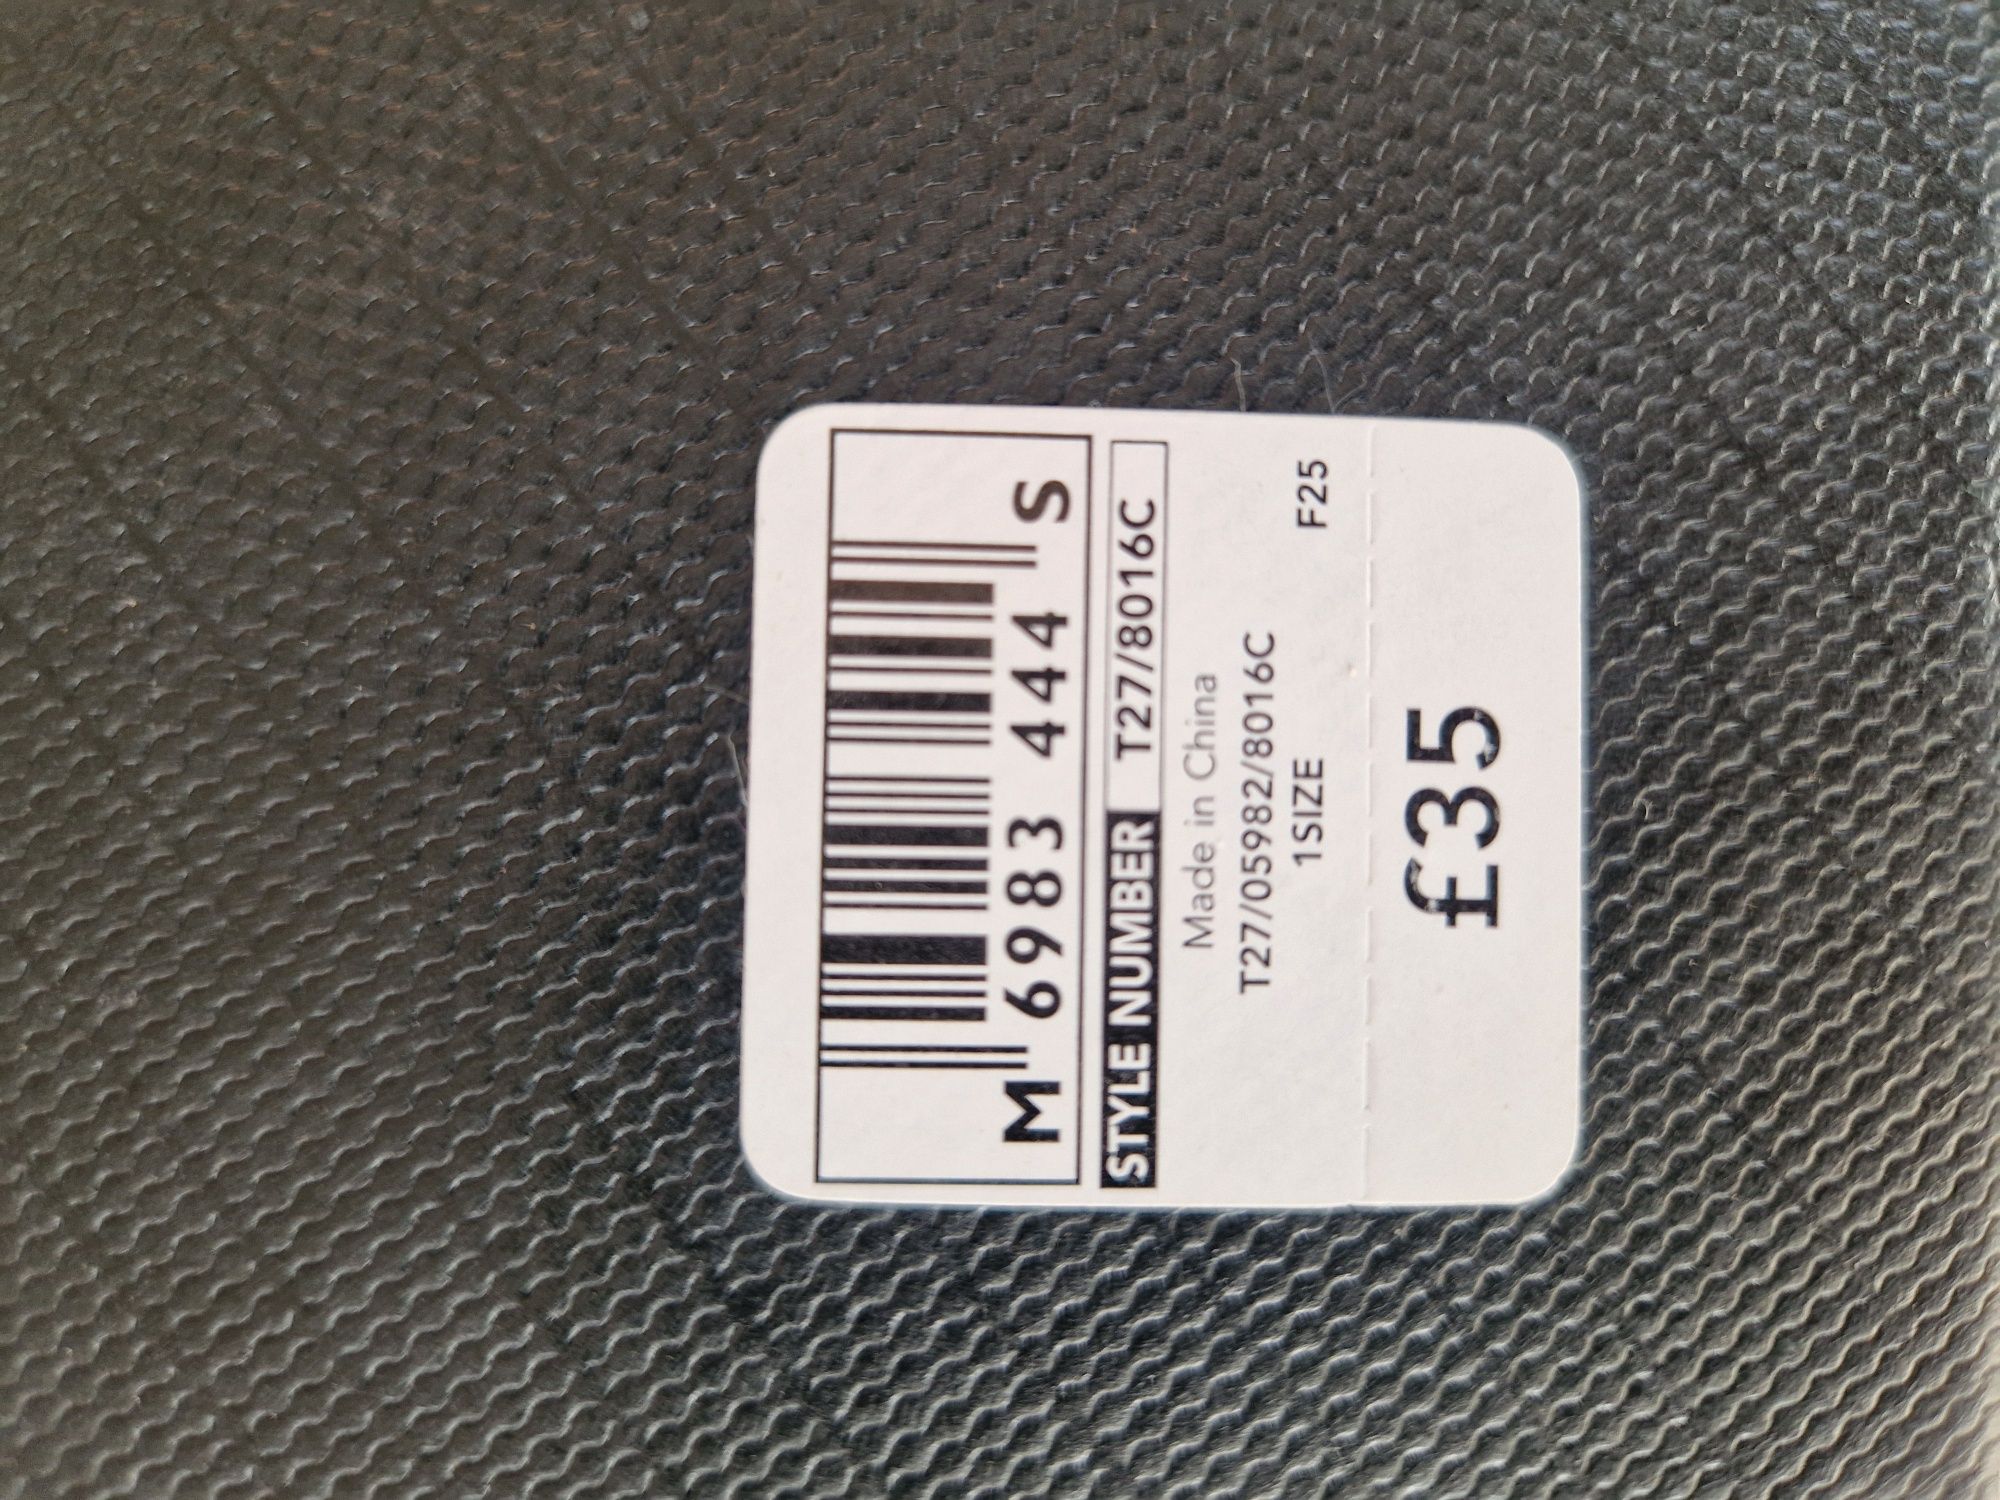 M 6983 444 S
STYLE NUMBER T27/8016C
Made in China
T27/05982/8016C
1SIZE F25
£35